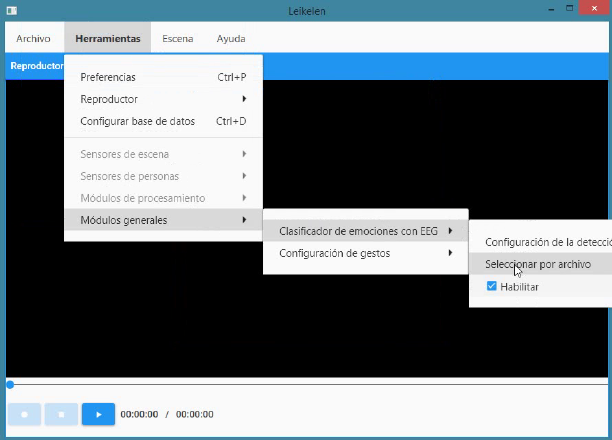 Leikelen
Archivo Herramientas Escena Ayuda
Reproductor
Preferencias Ctrl+P
Reproductor
Configurar base de datos Ctrl+D
Sensores de escena
Sensores de personas
Módulos de procesamiento
Módulos generales
Clasificador de emociones con EEG
Configuración de gestos
Configuración de la detecció
Seleccionar por archivo
Habilitar
00:00:00 / 00:00:00